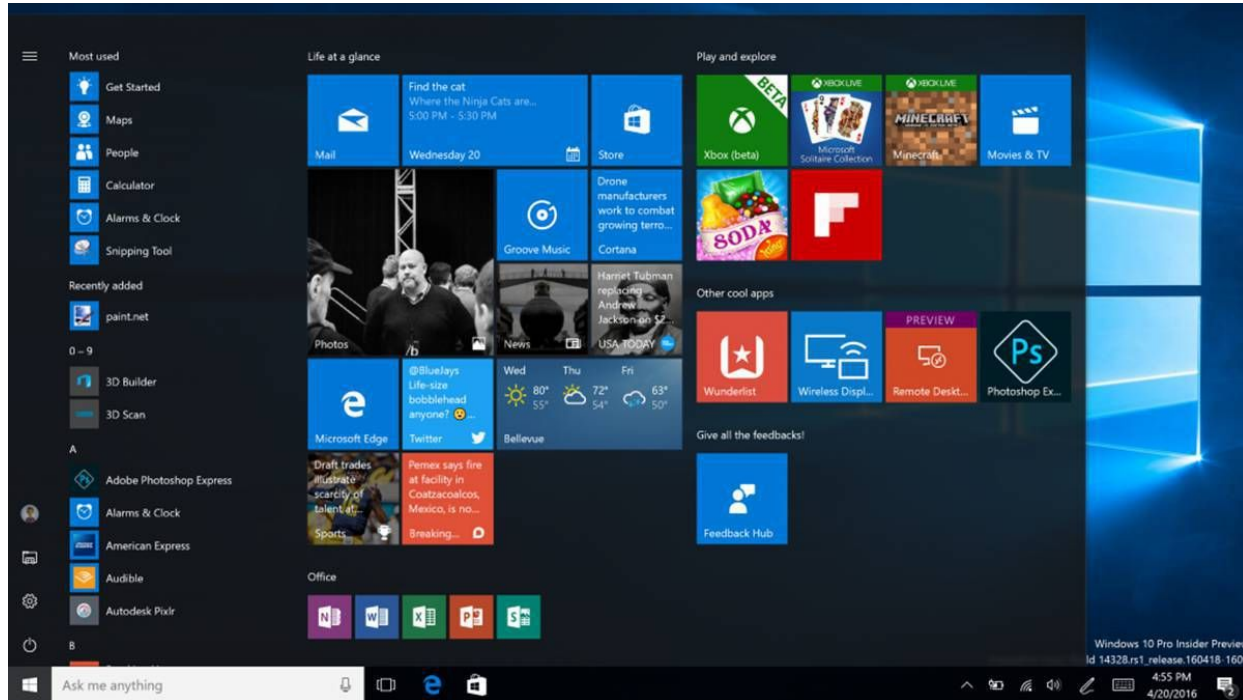 Most used
Get Started
Maps
People
Calculator
Alarms & Clock
Snipping Tool
Recently added
paint.net
0 – 9
3D Builder
3D Scan
A
Adobe Photoshop Express
Alarms & Clock
American Express
Audible
Autodesk Pixlr
B
Life at a glance
Mail
Find the cat
Where the Ninja Cats are...
5:00 PM - 5:30 PM
Wednesday 20
Store
Photos
/b
Groove Music
Drone
manufacturers
work to combat
growing terro...
Cortana
News
Harriet Tubman
replacing
Andrew
Jackson on $2...
USA TODAY
Microsoft Edge
@BlueJays
Life-size
bobblehead
anyone? 😮...
Twitter
Wed Thu Fri
80° 72° 63°
55° 54° 50°
Bellevue
Draft trades
illustrate
scarcity of
talent at...
Sports
Pemex says fire
at facility in
Coatzacoalcos,
Mexico, is no...
Breaking...
Office
N
W
X
P
S
Play and explore
BETA
Xbox (beta)
XBOX LIVE
Microsoft
Solitaire Collection
XBOX LIVE
MINECRAFT
Minecraft
Movies & TV
SODA
King
Other cool apps
Wunderlist
Wireless Displ...
PREVIEW
Remote Deskt...
Ps
Photoshop Ex...
Give all the feedbacks!
Feedback Hub
Windows 10 Pro Insider Preview
ld 14328.rs1_release.160418-160
Ask me anything
4:55 PM
4/20/2016
2